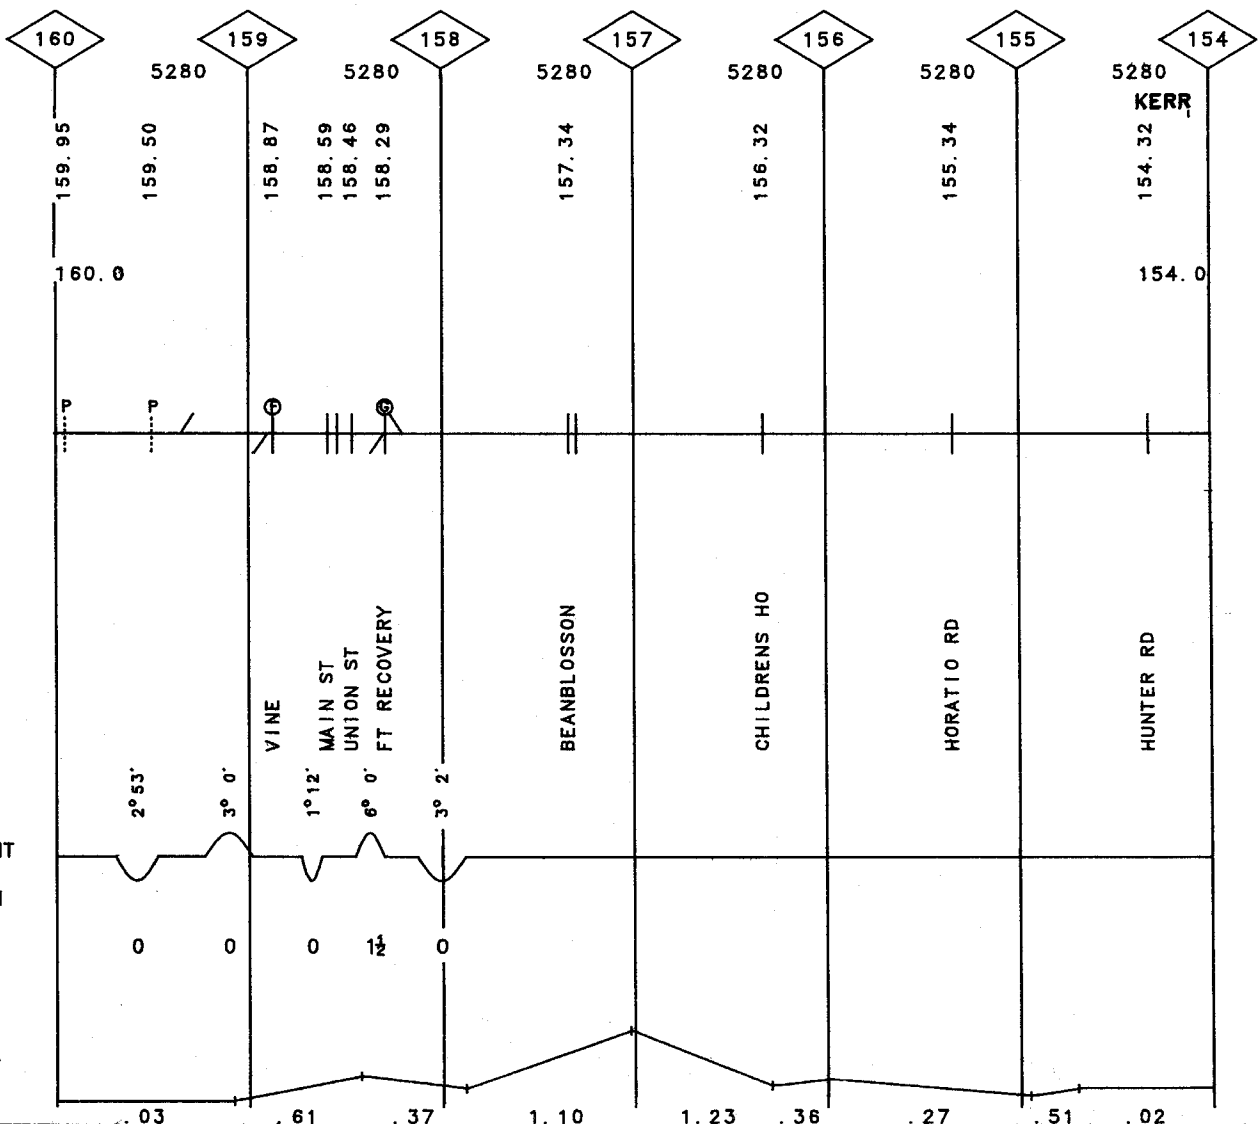 160 159 158 157 156 155 154
5280 5280 5280 5280 5280 5280
KERR
159.95 159.50 158.87 158.59 158.46 158.29 157.34 156.32 155.34 154.32
160.0 154.0
P P F G
VINE
MAIN ST
UNION ST
FT RECOVERY
BEANBLOSSON
CHILDRENS HO
HORATIO RD
HUNTER RD
2°53' 3° 0' 1°12' 6° 0' 3° 2'
0 0 0 1½ 0
.03 .61 .37 1.10 1.23 .36 .27 .51 .02